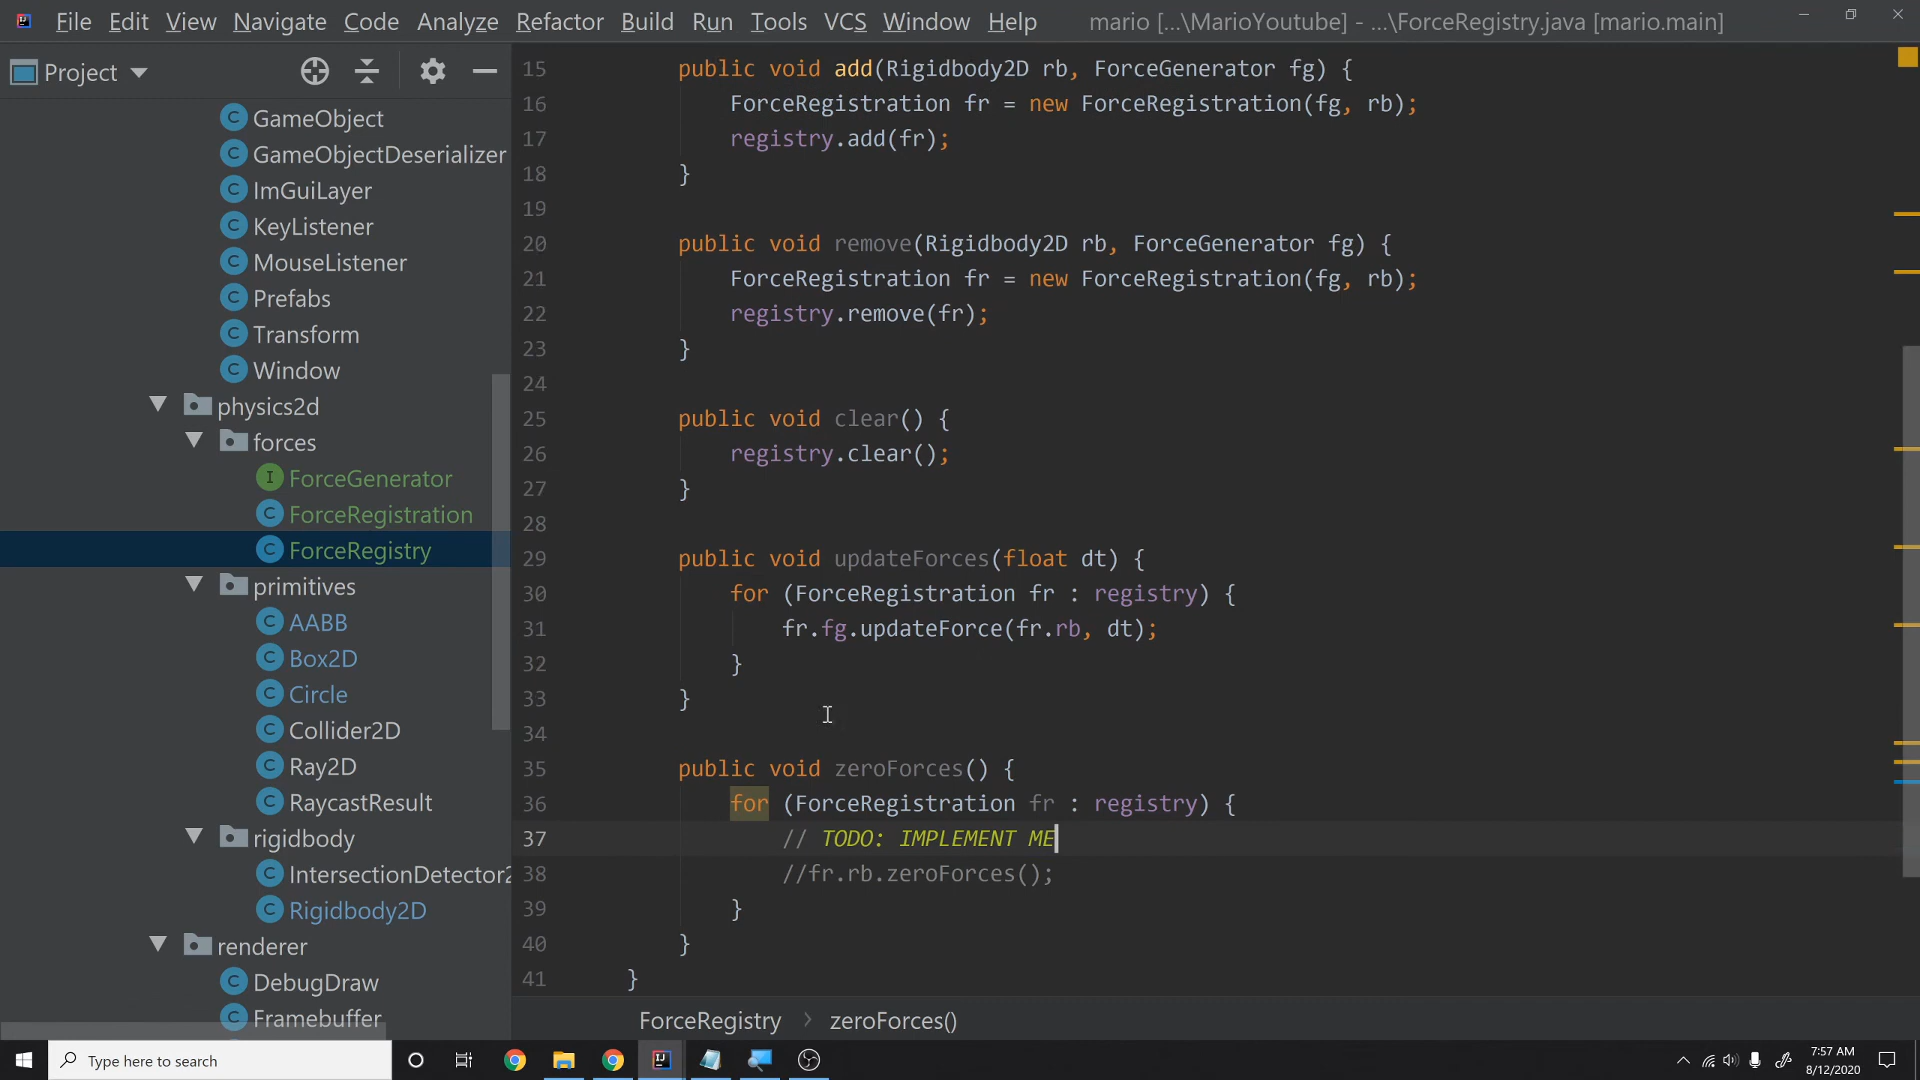 File Edit View Navigate Code Analyze Refactor Build Run Tools VCS Window Help mario [...\MarioYoutube] - ...\ForceRegistry.java [mario.main]
Project
GameObject
GameObjectDeserializer
ImGuiLayer
KeyListener
MouseListener
Prefabs
Transform
Window
physics2d
forces
ForceGenerator
ForceRegistration
ForceRegistry
primitives
AABB
Box2D
Circle
Collider2D
Ray2D
RaycastResult
rigidbody
IntersectionDetector2
Rigidbody2D
renderer
DebugDraw
Framebuffer
15 public void add(Rigidbody2D rb, ForceGenerator fg) {
16 ForceRegistration fr = new ForceRegistration(fg, rb);
17 registry.add(fr);
18 }
19
20 public void remove(Rigidbody2D rb, ForceGenerator fg) {
21 ForceRegistration fr = new ForceRegistration(fg, rb);
22 registry.remove(fr);
23 }
24
25 public void clear() {
26 registry.clear();
27 }
28
29 public void updateForces(float dt) {
30 for (ForceRegistration fr : registry) {
31 fr.fg.updateForce(fr.rb, dt);
32 }
33 }
34
35 public void zeroForces() {
36 for (ForceRegistration fr : registry) {
37 // TODO: IMPLEMENT ME
38 //fr.rb.zeroForces();
39 }
40 }
41 }
ForceRegistry > zeroForces()
Type here to search
7:57 AM
8/12/2020